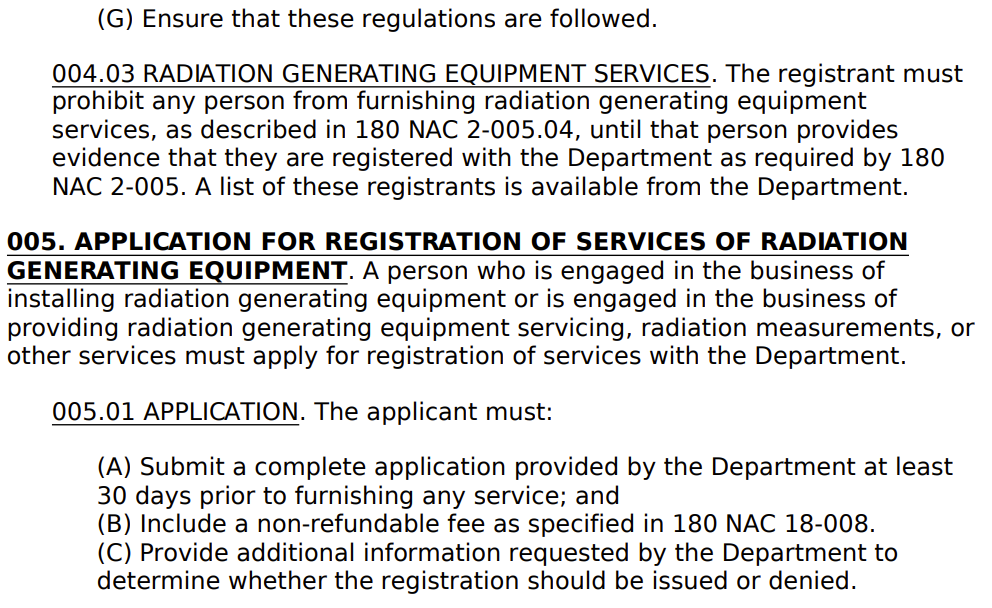 (G) Ensure that these regulations are followed.
004.03 RADIATION GENERATING EQUIPMENT SERVICES. The registrant must
prohibit any person from furnishing radiation generating equipment
services, as described in 180 NAC 2-005.04, until that person provides
evidence that they are registered with the Department as required by 180
NAC 2-005. A list of these registrants is available from the Department.
005. APPLICATION FOR REGISTRATION OF SERVICES OF RADIATION
GENERATING EQUIPMENT. A person who is engaged in the business of
installing radiation generating equipment or is engaged in the business of
providing radiation generating equipment servicing, radiation measurements, or
other services must apply for registration of services with the Department.
005.01 APPLICATION. The applicant must:
(A) Submit a complete application provided by the Department at least
30 days prior to furnishing any service; and
(B) Include a non-refundable fee as specified in 180 NAC 18-008.
(C) Provide additional information requested by the Department to
determine whether the registration should be issued or denied.